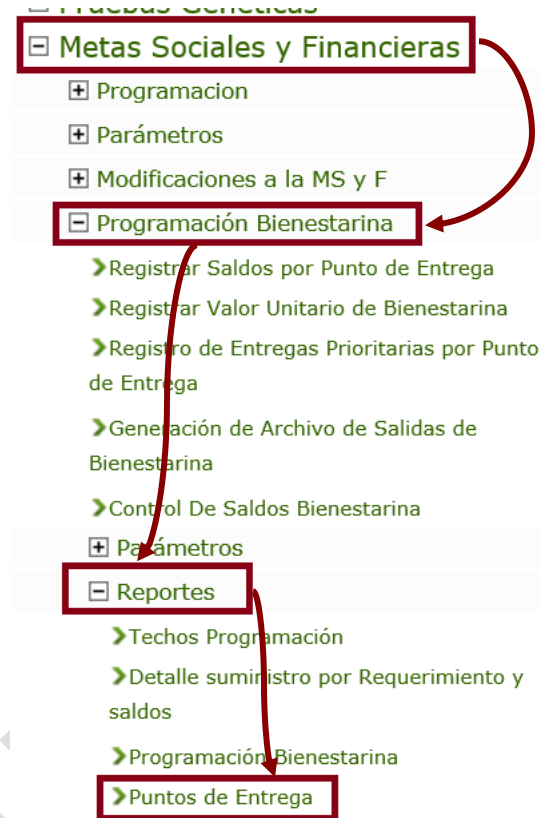 Pruebas Genéticas
Metas Sociales y Financieras
Programacion
Parámetros
Modificaciones a la MS y F
Programación Bienestarina
Registrar Saldos por Punto de Entrega
Registrar Valor Unitario de Bienestarina
Registro de Entregas Prioritarias por Punto
de Entrega
Generación de Archivo de Salidas de
Bienestarina
Control De Saldos Bienestarina
Parámetros
Reportes
Techos Programación
Detalle suministro por Requerimiento y
saldos
Programación Bienestarina
Puntos de Entrega